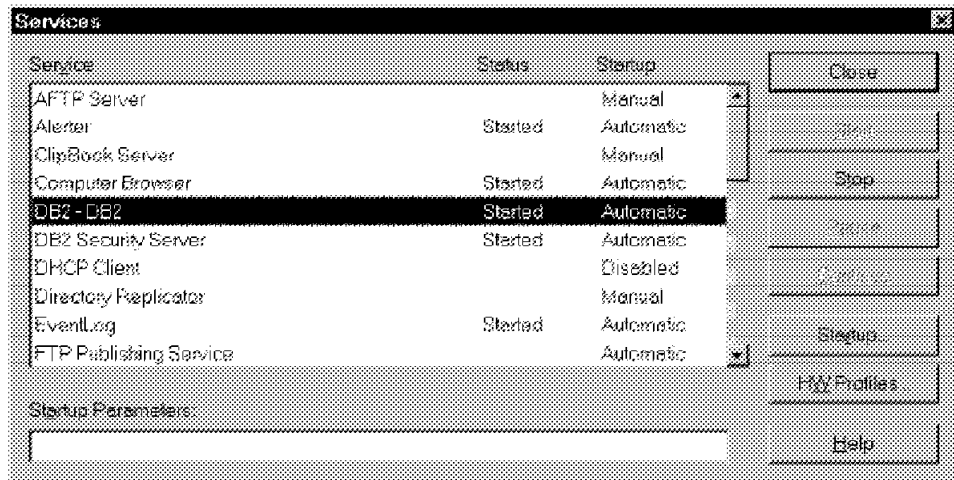 Services
Service Status Startup
AFTP Server Manual
Alerter Started Automatic
ClipBook Server Manual
Computer Browser Started Automatic
DB2 - DB2 Started Automatic
DB2 Security Server Started Automatic
DHCP Client Disabled
Directory Replicator Manual
EventLog Started Automatic
FTP Publishing Service Automatic
Startup Parameters:
Close
Stop
Startup...
HW Profiles...
Help